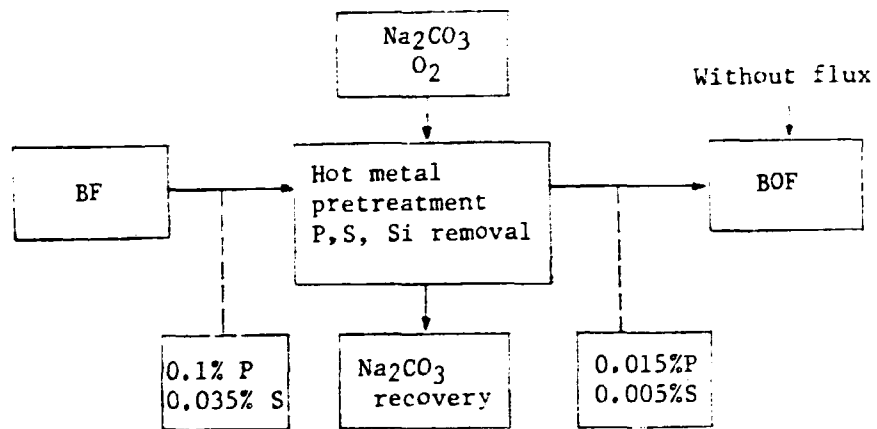 Na2CO3
O2
Without flux
BF
Hot metal
pretreatment
P,S, Si removal
BOF
0.1% P
0.035% S
Na2CO3
recovery
0.015%P
0.005%S